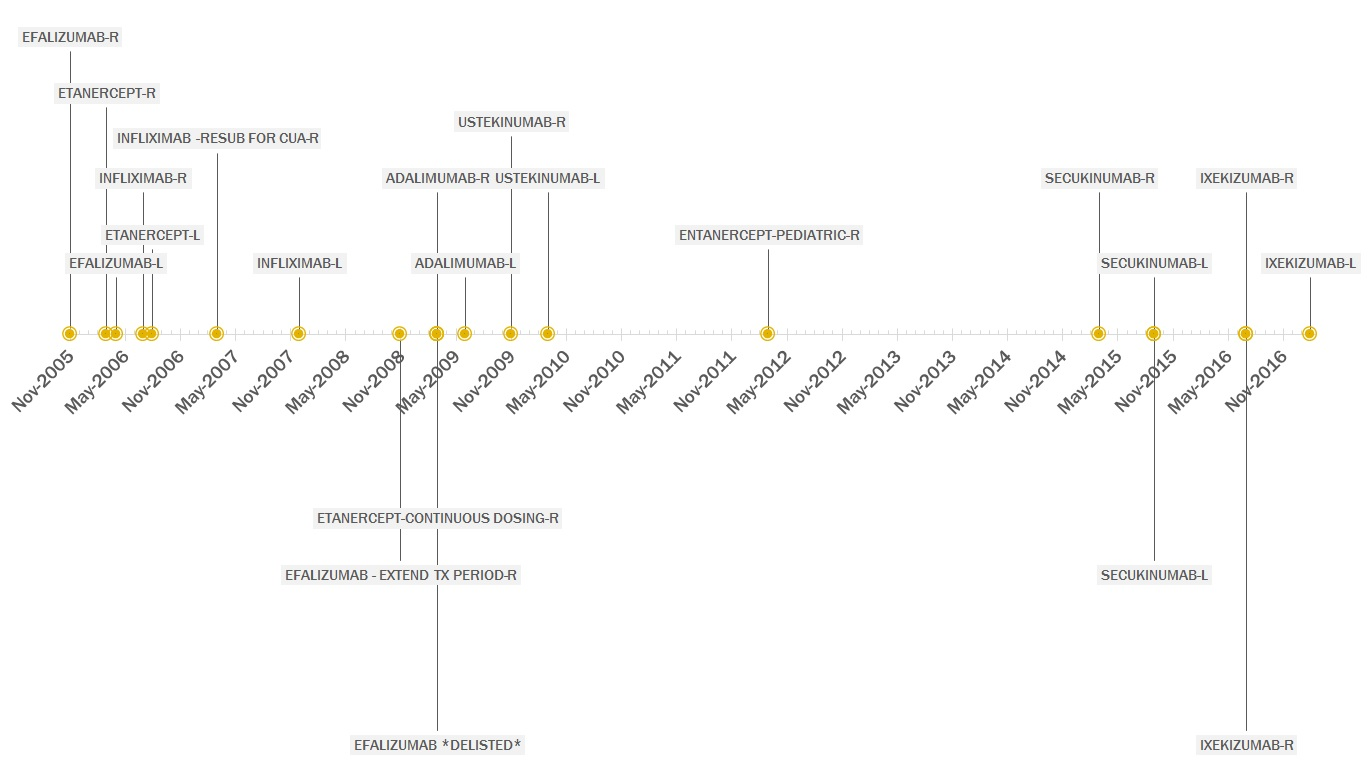 EFALIZUMAB-R
ETANERCEPT-R
USTEKINUMAB-R
INFLIXIMAB -RESUB FOR CUA-R
INFLIXIMAB-R
ADALIMUMAB-R
USTEKINUMAB-L
SECUKINUMAB-R
IXEKIZUMAB-R
ETANERCEPT-L
ENTANERCEPT-PEDIATRIC-R
EFALIZUMAB-L
INFLIXIMAB-L
ADALIMUMAB-L
SECUKINUMAB-L
IXEKIZUMAB-L
Nov-2005
May-2006
Nov-2006
May-2007
Nov-2007
May-2008
Nov-2008
May-2009
Nov-2009
May-2010
Nov-2010
May-2011
Nov-2011
May-2012
Nov-2012
May-2013
Nov-2013
May-2014
Nov-2014
May-2015
Nov-2015
May-2016
Nov-2016
ETANERCEPT-CONTINUOUS DOSING-R
EFALIZUMAB - EXTEND TX PERIOD-R
SECUKINUMAB-L
EFALIZUMAB *DELISTED*
IXEKIZUMAB-R